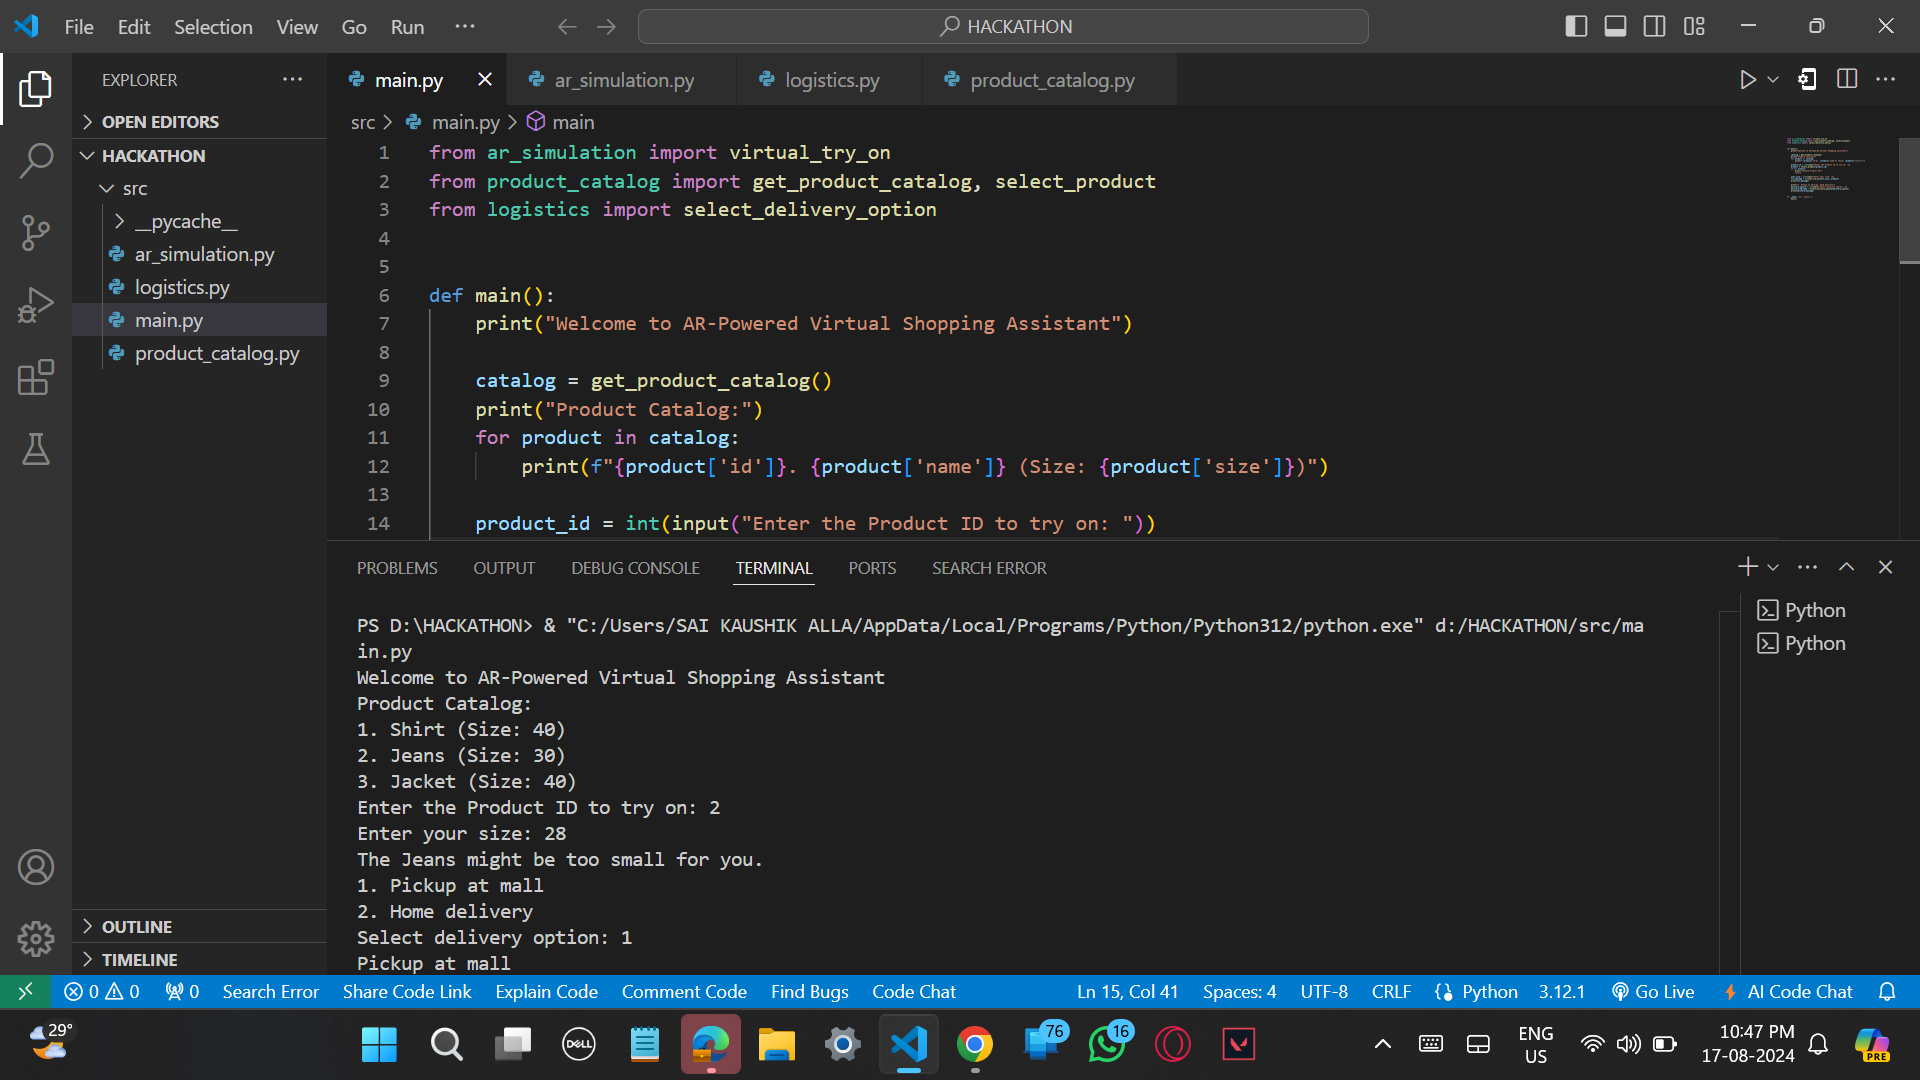 File Edit Selection View Go Run ··· HACKATHON
EXPLORER ···
main.py ar_simulation.py logistics.py product_catalog.py
OPEN EDITORS
HACKATHON
src
__pycache__
ar_simulation.py
logistics.py
main.py
product_catalog.py
OUTLINE
TIMELINE
src > main.py > main
1 from ar_simulation import virtual_try_on
2 from product_catalog import get_product_catalog, select_product
3 from logistics import select_delivery_option
4
5
6 def main():
7 print("Welcome to AR-Powered Virtual Shopping Assistant")
8
9 catalog = get_product_catalog()
10 print("Product Catalog:")
11 for product in catalog:
12 print(f"{product['id']}. {product['name']} (Size: {product['size']})")
13
14 product_id = int(input("Enter the Product ID to try on: "))
PROBLEMS OUTPUT DEBUG CONSOLE TERMINAL PORTS SEARCH ERROR
PS D:\HACKATHON> & "C:/Users/SAI KAUSHIK ALLA/AppData/Local/Programs/Python/Python312/python.exe" d:/HACKATHON/src/ma
in.py
Welcome to AR-Powered Virtual Shopping Assistant
Product Catalog:
1. Shirt (Size: 40)
2. Jeans (Size: 30)
3. Jacket (Size: 40)
Enter the Product ID to try on: 2
Enter your size: 28
The Jeans might be too small for you.
1. Pickup at mall
2. Home delivery
Select delivery option: 1
Pickup at mall
Python
Python
0 0 0 Search Error Share Code Link Explain Code Comment Code Find Bugs Code Chat Ln 15, Col 41 Spaces: 4 UTF-8 CRLF Python 3.12.1 Go Live AI Code Chat
29°
DELL
76
16
ENG
US
10:47 PM
17-08-2024
PRE